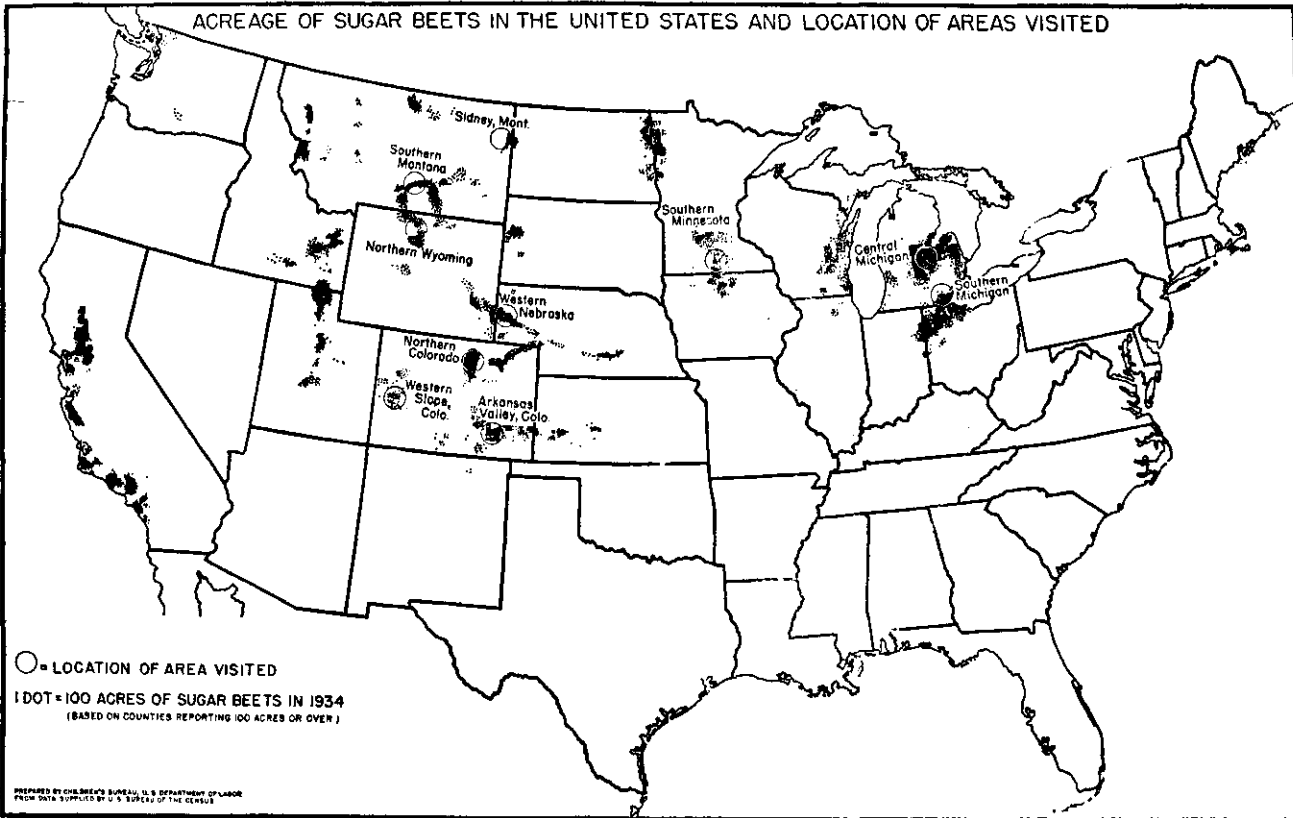 ACREAGE OF SUGAR BEETS IN THE UNITED STATES AND LOCATION OF AREAS VISITED
Sidney, Mont.
Southern
Montana
Northern Wyoming
Southern
Minnesota
Central
Michigan
Southern
Michigan
Western
Nebraska
Northern
Colorado
Western
Slope,
Colo.
Arkansas
Valley, Colo.
= LOCATION OF AREA VISITED
1 DOT = 100 ACRES OF SUGAR BEETS IN 1934
(BASED ON COUNTIES REPORTING 100 ACRES OR OVER)
PREPARED BY CHILDREN'S BUREAU, U. S. DEPARTMENT OF LABOR
FROM DATA SUPPLIED BY U. S. BUREAU OF THE CENSUS